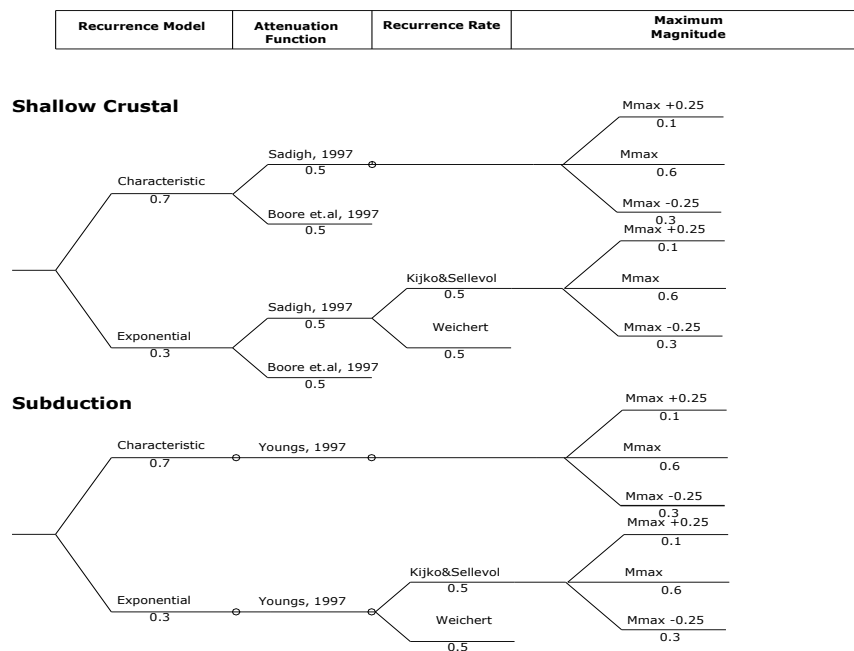 Recurrence Model
Attenuation
Function
Recurrence Rate
Maximum
Magnitude
Shallow Crustal
Characteristic
0.7
Sadigh, 1997
0.5
Boore et.al, 1997
0.5
Mmax +0.25
0.1
Mmax
0.6
Mmax -0.25
0.3
Exponential
0.3
Sadigh, 1997
0.5
Boore et.al, 1997
0.5
Kijko&Sellevol
0.5
Weichert
0.5
Mmax +0.25
0.1
Mmax
0.6
Mmax -0.25
0.3
Subduction
Characteristic
0.7
Youngs, 1997
Mmax +0.25
0.1
Mmax
0.6
Mmax -0.25
0.3
Exponential
0.3
Youngs, 1997
Kijko&Sellevol
0.5
Weichert
0.5
Mmax +0.25
0.1
Mmax
0.6
Mmax -0.25
0.3